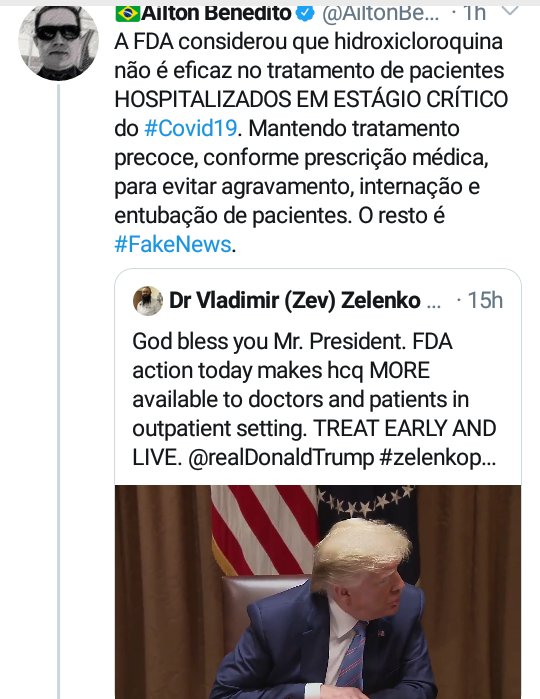 🇧🇷Ailton Benedito @AiltonBe... · 1h
A FDA considerou que hidroxicloroquina
não é eficaz no tratamento de pacientes
HOSPITALIZADOS EM ESTÁGIO CRÍTICO
do #Covid19. Mantendo tratamento
precoce, conforme prescrição médica,
para evitar agravamento, internação e
entubação de pacientes. O resto é
#FakeNews.
Dr Vladimir (Zev) Zelenko ... · 15h
God bless you Mr. President. FDA
action today makes hcq MORE
available to doctors and patients in
outpatient setting. TREAT EARLY AND
LIVE. @realDonaldTrump #zelenkop...